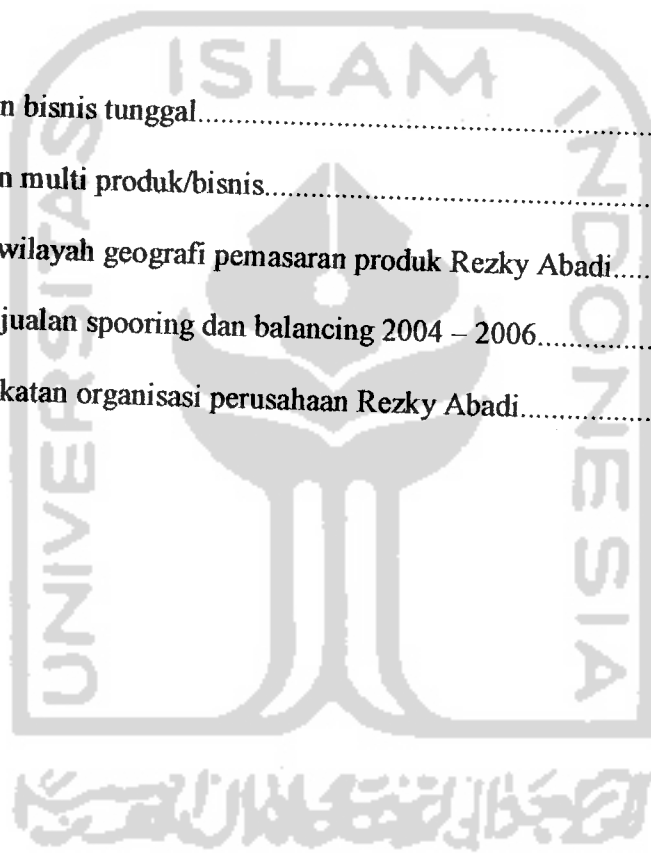 ISLAM
UNIVERSITAS
INDONESIA
n bisnis tunggal..........................................................
n multi produk/bisnis..................................................
wilayah geografi pemasaran produk Rezky Abadi......
jualan spooring dan balancing 2004 – 2006.................
katan organisasi perusahaan Rezky Abadi...................